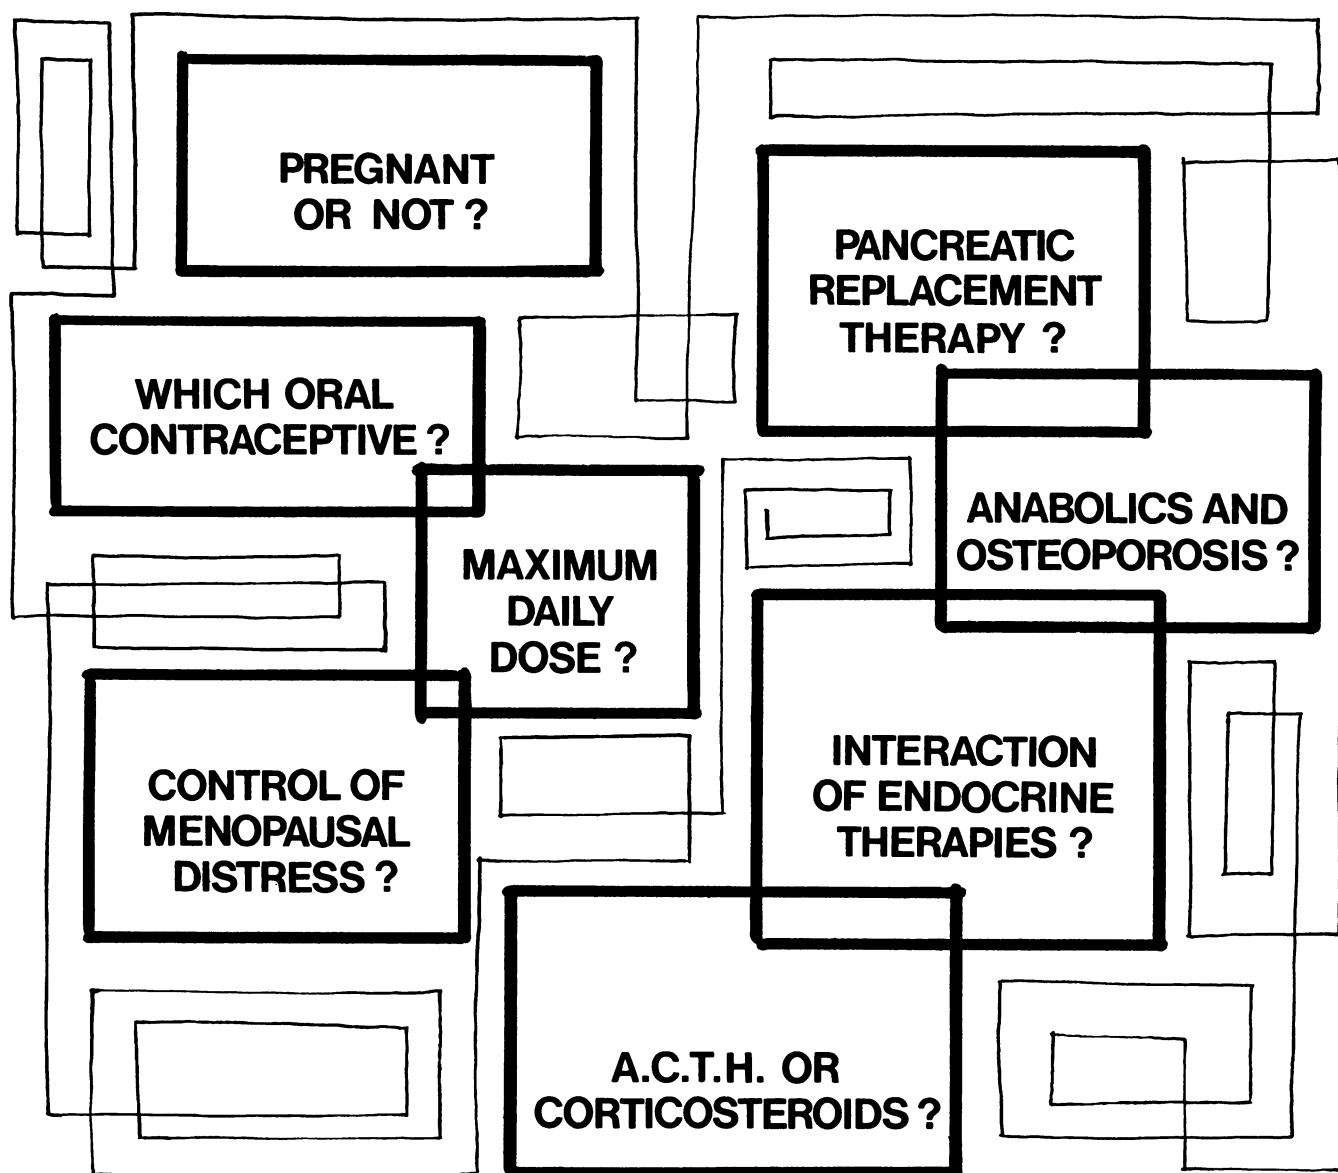 PREGNANT
OR NOT ?
WHICH ORAL
CONTRACEPTIVE ?
MAXIMUM
DAILY
DOSE ?
CONTROL OF
MENOPAUSAL
DISTRESS ?
PANCREATIC
REPLACEMENT
THERAPY ?
ANABOLICS AND
OSTEOPOROSIS ?
INTERACTION
OF ENDOCRINE
THERAPIES ?
A.C.T.H. OR
CORTICOSTEROIDS ?